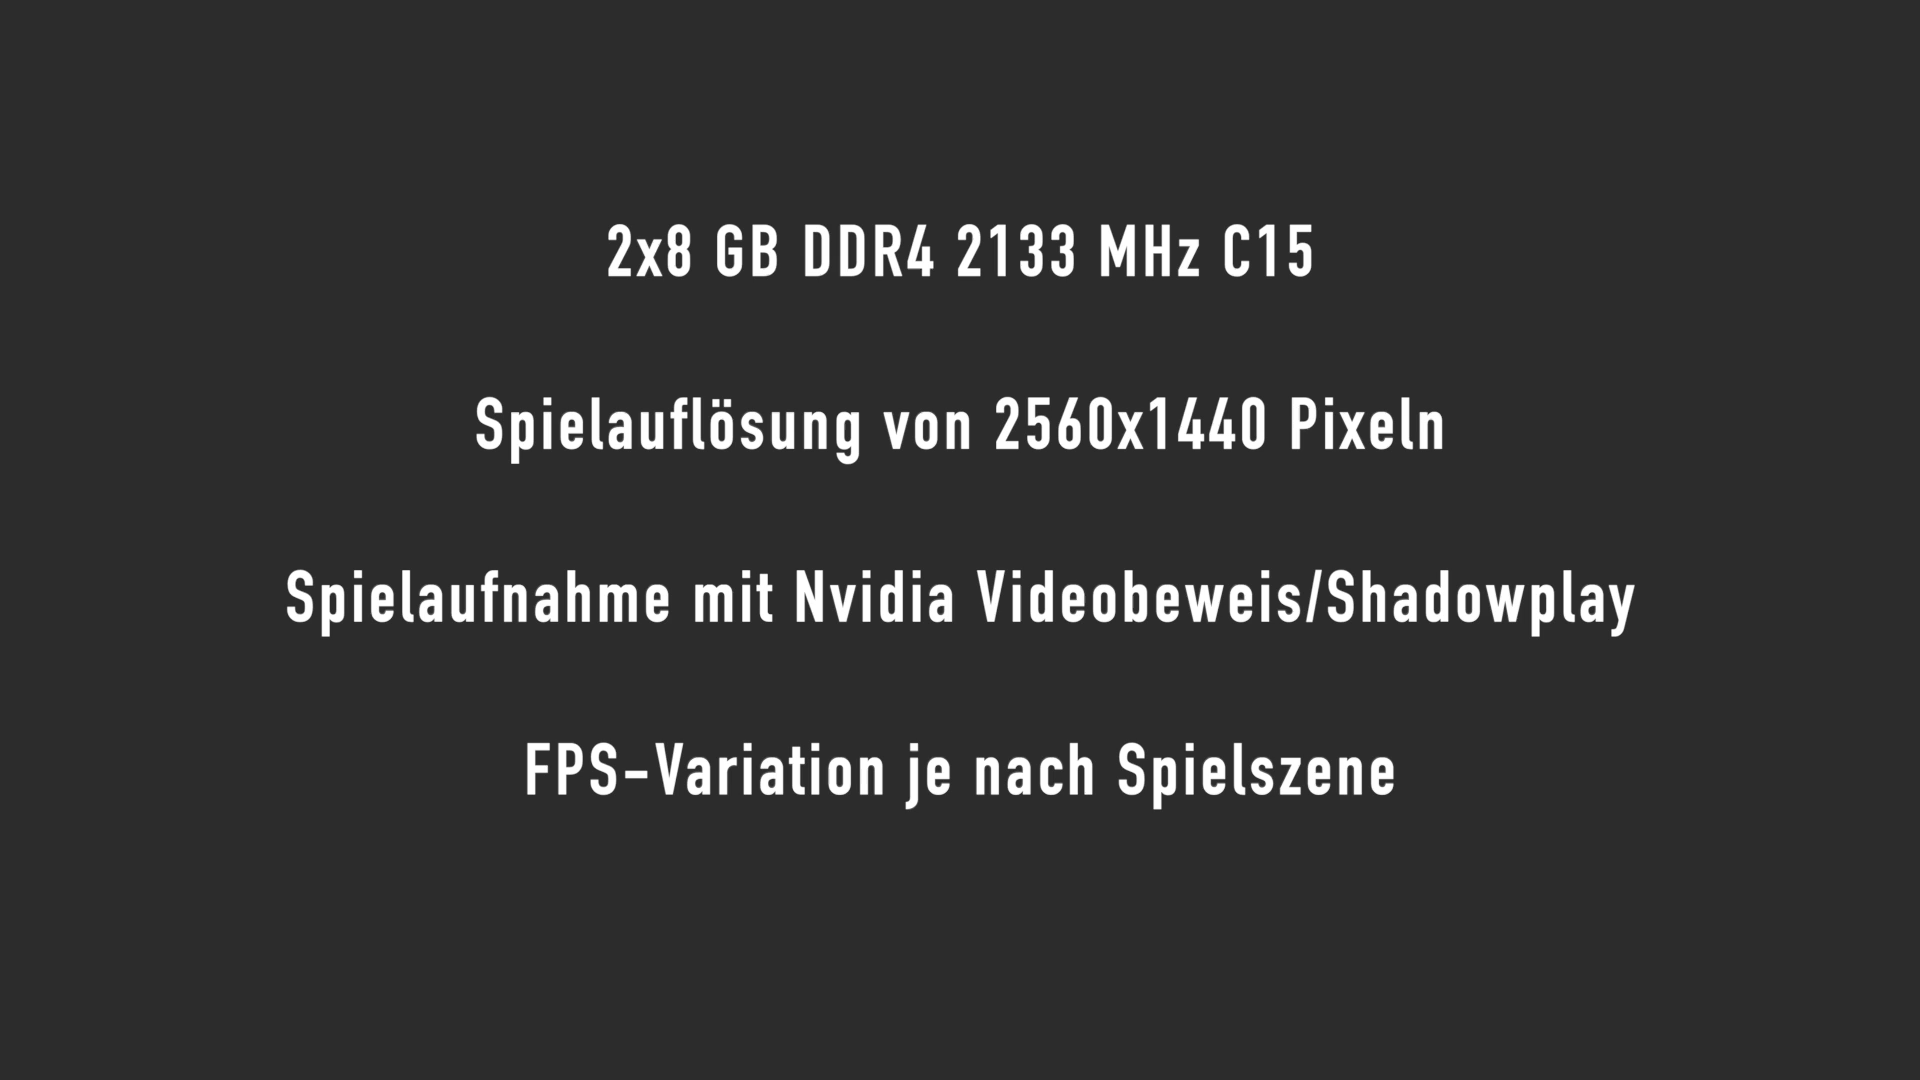 2x8 GB DDR4 2133 MHz C15
Spielauflösung von 2560x1440 Pixeln
Spielaufnahme mit Nvidia Videobeweis/Shadowplay
FPS-Variation je nach Spielszene